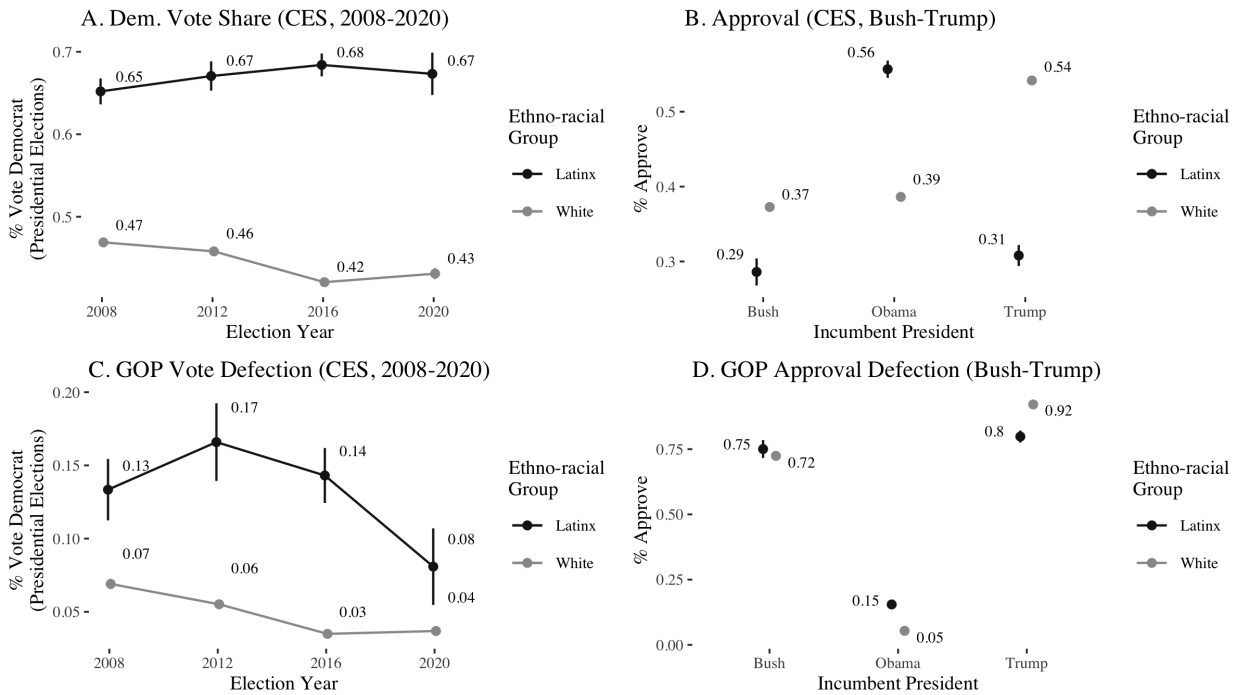 A. Dem. Vote Share (CES, 2008-2020)
% Vote Democrat
(Presidential Elections)
0.7
0.6
0.5
0.65
0.67
0.68
0.67
0.47
0.46
0.42
0.43
2008
2012
2016
2020
Election Year
Ethno-racial
Group
Latinx
White
B. Approval (CES, Bush-Trump)
% Approve
0.5
0.4
0.3
0.29
0.37
0.56
0.39
0.31
0.54
Bush
Obama
Trump
Incumbent President
Ethno-racial
Group
Latinx
White
C. GOP Vote Defection (CES, 2008-2020)
% Vote Democrat
(Presidential Elections)
0.20
0.15
0.10
0.05
0.13
0.17
0.14
0.08
0.07
0.06
0.03
0.04
2008
2012
2016
2020
Election Year
Ethno-racial
Group
Latinx
White
D. GOP Approval Defection (Bush-Trump)
% Approve
0.75
0.50
0.25
0.00
0.75
0.72
0.15
0.05
0.8
0.92
Bush
Obama
Trump
Incumbent President
Ethno-racial
Group
Latinx
White